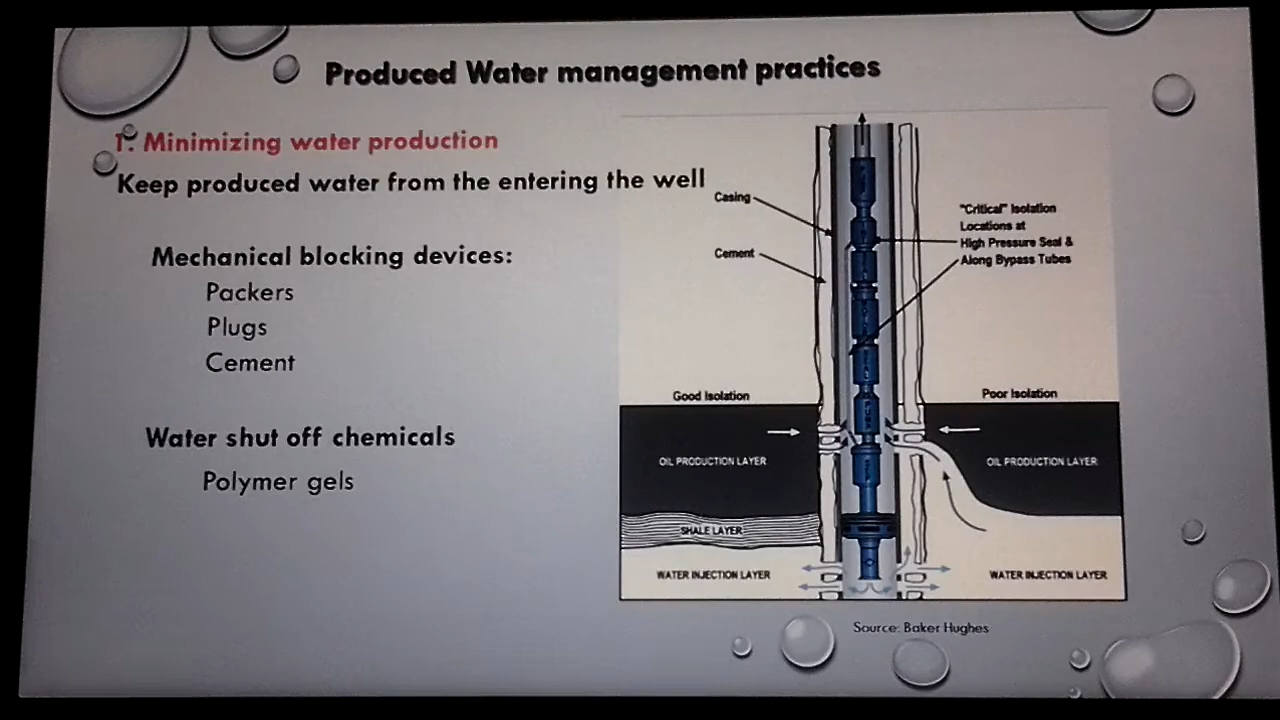 Produced Water management practices
1. Minimizing water production
Keep produced water from the entering the well
Mechanical blocking devices:
Packers
Plugs
Cement
Water shut off chemicals
Polymer gels
Casing
Cement
"Critical" Isolation
Locations at
High Pressure Seal &
Along Bypass Tubes
Good Isolation
Poor Isolation
OIL PRODUCTION LAYER
OIL PRODUCTION LAYER
SHALE LAYER
WATER INJECTION LAYER
WATER INJECTION LAYER
Source: Baker Hughes